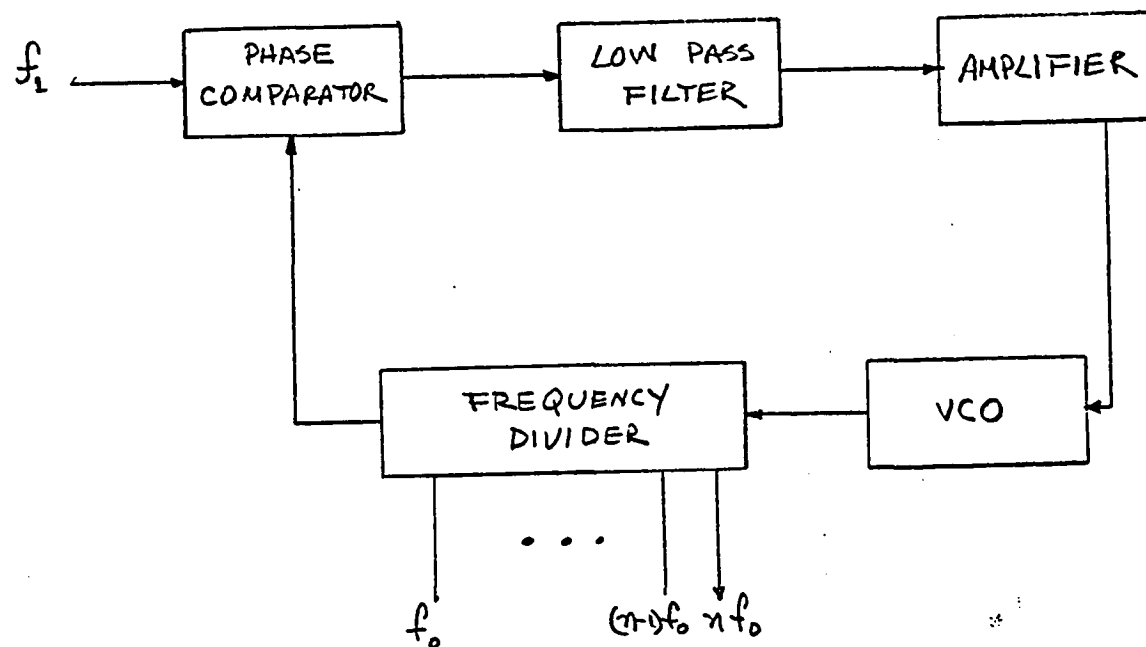 f₁
PHASE
COMPARATOR
LOW PASS
FILTER
AMPLIFIER
FREQUENCY
DIVIDER
VCO
• • •
f₀
(n-1)f₀
nf₀